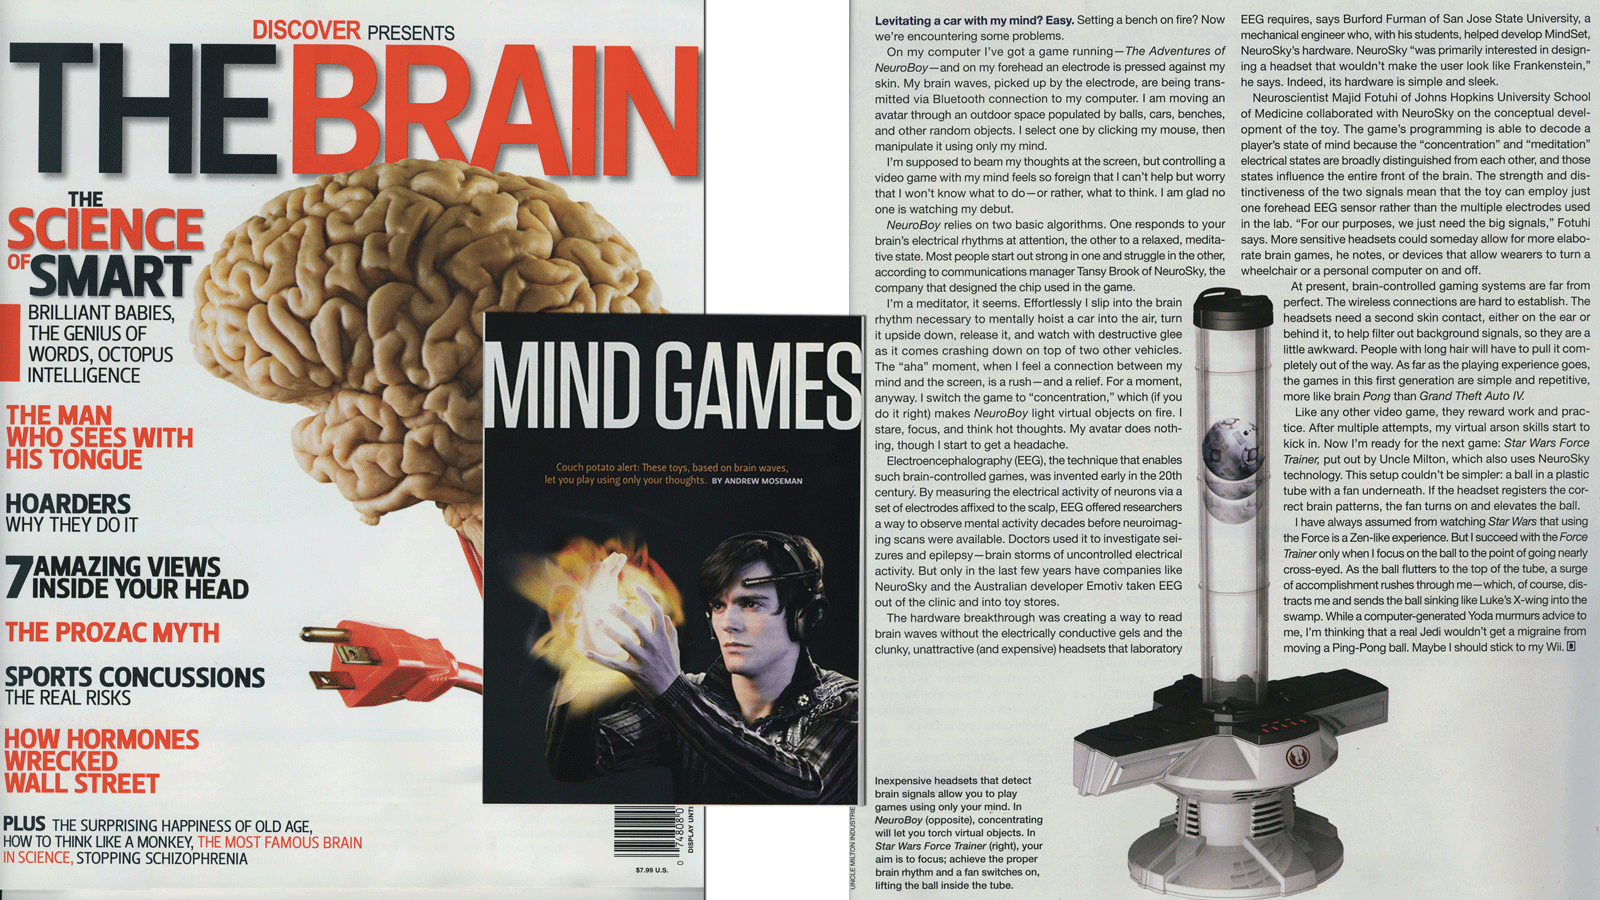 DISCOVER PRESENTS
THE BRAIN
THE
SCIENCE
OF SMART
BRILLIANT BABIES,
THE GENIUS OF
WORDS, OCTOPUS
INTELLIGENCE
THE MAN
WHO SEES WITH
HIS TONGUE
HOARDERS
WHY THEY DO IT
7 AMAZING VIEWS
INSIDE YOUR HEAD
THE PROZAC MYTH
SPORTS CONCUSSIONS
THE REAL RISKS
HOW HORMONES
WRECKED
WALL STREET
PLUS THE SURPRISING HAPPINESS OF OLD AGE,
HOW TO THINK LIKE A MONKEY, THE MOST FAMOUS BRAIN
IN SCIENCE, STOPPING SCHIZOPHRENIA
$7.99 U.S.
0 74808 0
DISPLAY UNTI
MIND GAMES
Couch potato alert: These toys, based on brain waves,
let you play using only your thoughts. BY ANDREW MOSEMAN
Levitating a car with my mind? Easy. Setting a bench on fire? Now
we're encountering some problems.
On my computer I've got a game running—The Adventures of
NeuroBoy—and on my forehead an electrode is pressed against my
skin. My brain waves, picked up by the electrode, are being trans-
mitted via Bluetooth connection to my computer. I am moving an
avatar through an outdoor space populated by balls, cars, benches,
and other random objects. I select one by clicking my mouse, then
manipulate it using only my mind.
I'm supposed to beam my thoughts at the screen, but controlling a
video game with my mind feels so foreign that I can't help but worry
that I won't know what to do—or rather, what to think. I am glad no
one is watching my debut.
NeuroBoy relies on two basic algorithms. One responds to your
brain's electrical rhythms at attention, the other to a relaxed, medita-
tive state. Most people start out strong in one and struggle in the other,
according to communications manager Tansy Brook of NeuroSky, the
company that designed the chip used in the game.
I'm a meditator, it seems. Effortlessly I slip into the brain
rhythm necessary to mentally hoist a car into the air, turn
it upside down, release it, and watch with destructive glee
as it comes crashing down on top of two other vehicles.
The "aha" moment, when I feel a connection between my
mind and the screen, is a rush—and a relief. For a moment,
anyway. I switch the game to "concentration," which (if you
do it right) makes NeuroBoy light virtual objects on fire. I
stare, focus, and think hot thoughts. My avatar does noth-
ing, though I start to get a headache.
Electroencephalography (EEG), the technique that enables
such brain-controlled games, was invented early in the 20th
century. By measuring the electrical activity of neurons via a
set of electrodes affixed to the scalp, EEG offered researchers
a way to observe mental activity decades before neuroimag-
ing scans were available. Doctors used it to investigate sei-
zures and epilepsy—brain storms of uncontrolled electrical
activity. But only in the last few years have companies like
NeuroSky and the Australian developer Emotiv taken EEG
out of the clinic and into toy stores.
The hardware breakthrough was creating a way to read
brain waves without the electrically conductive gels and the
clunky, unattractive (and expensive) headsets that laboratory
EEG requires, says Burford Furman of San Jose State University, a
mechanical engineer who, with his students, helped develop MindSet,
NeuroSky's hardware. NeuroSky "was primarily interested in design-
ing a headset that wouldn't make the user look like Frankenstein,"
he says. Indeed, its hardware is simple and sleek.
Neuroscientist Majid Fotuhi of Johns Hopkins University School
of Medicine collaborated with NeuroSky on the conceptual devel-
opment of the toy. The game's programming is able to decode a
player's state of mind because the "concentration" and "meditation"
electrical states are broadly distinguished from each other, and those
states influence the entire front of the brain. The strength and dis-
tinctiveness of the two signals mean that the toy can employ just
one forehead EEG sensor rather than the multiple electrodes used
in the lab. "For our purposes, we just need the big signals," Fotuhi
says. More sensitive headsets could someday allow for more elabo-
rate brain games, he notes, or devices that allow wearers to turn a
wheelchair or a personal computer on and off.
At present, brain-controlled gaming systems are far from
perfect. The wireless connections are hard to establish. The
headsets need a second skin contact, either on the ear or
behind it, to help filter out background signals, so they are a
little awkward. People with long hair will have to pull it com-
pletely out of the way. As far as the playing experience goes,
the games in this first generation are simple and repetitive,
more like brain Pong than Grand Theft Auto IV.
Like any other video game, they reward work and prac-
tice. After multiple attempts, my virtual arson skills start to
kick in. Now I'm ready for the next game: Star Wars Force
Trainer, put out by Uncle Milton, which also uses NeuroSky
technology. This setup couldn't be simpler: a ball in a plastic
tube with a fan underneath. If the headset registers the cor-
rect brain patterns, the fan turns on and elevates the ball.
I have always assumed from watching Star Wars that using
the Force is a Zen-like experience. But I succeed with the Force
Trainer only when I focus on the ball to the point of going nearly
cross-eyed. As the ball flutters to the top of the tube, a surge
of accomplishment rushes through me—which, of course, dis-
tracts me and sends the ball sinking like Luke's X-wing into the
swamp. While a computer-generated Yoda murmurs advice to
me, I'm thinking that a real Jedi wouldn't get a migraine from
moving a Ping-Pong ball. Maybe I should stick to my Wii.
Inexpensive headsets that detect
brain signals allow you to play
games using only your mind. In
NeuroBoy (opposite), concentrating
will let you torch virtual objects. In
Star Wars Force Trainer (right), your
aim is to focus; achieve the proper
brain rhythm and a fan switches on,
lifting the ball inside the tube.
UNCLE MILTON INDUSTRIE